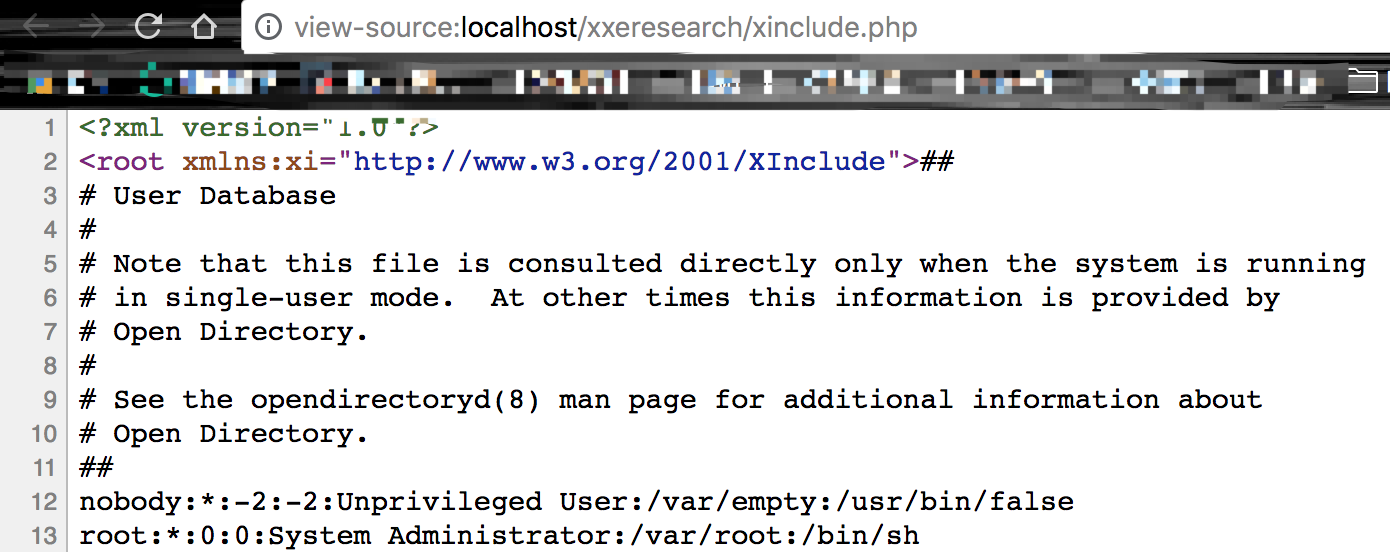 view-source:localhost/xxeresearch/xinclude.php
1 <?xml version="1.0"?>
2 <root xmlns:xi="http://www.w3.org/2001/XInclude">##
3 # User Database
4 #
5 # Note that this file is consulted directly only when the system is running
6 # in single-user mode.  At other times this information is provided by
7 # Open Directory.
8 #
9 # See the opendirectoryd(8) man page for additional information about
10 # Open Directory.
11 ##
12 nobody:*:-2:-2:Unprivileged User:/var/empty:/usr/bin/false
13 root:*:0:0:System Administrator:/var/root:/bin/sh